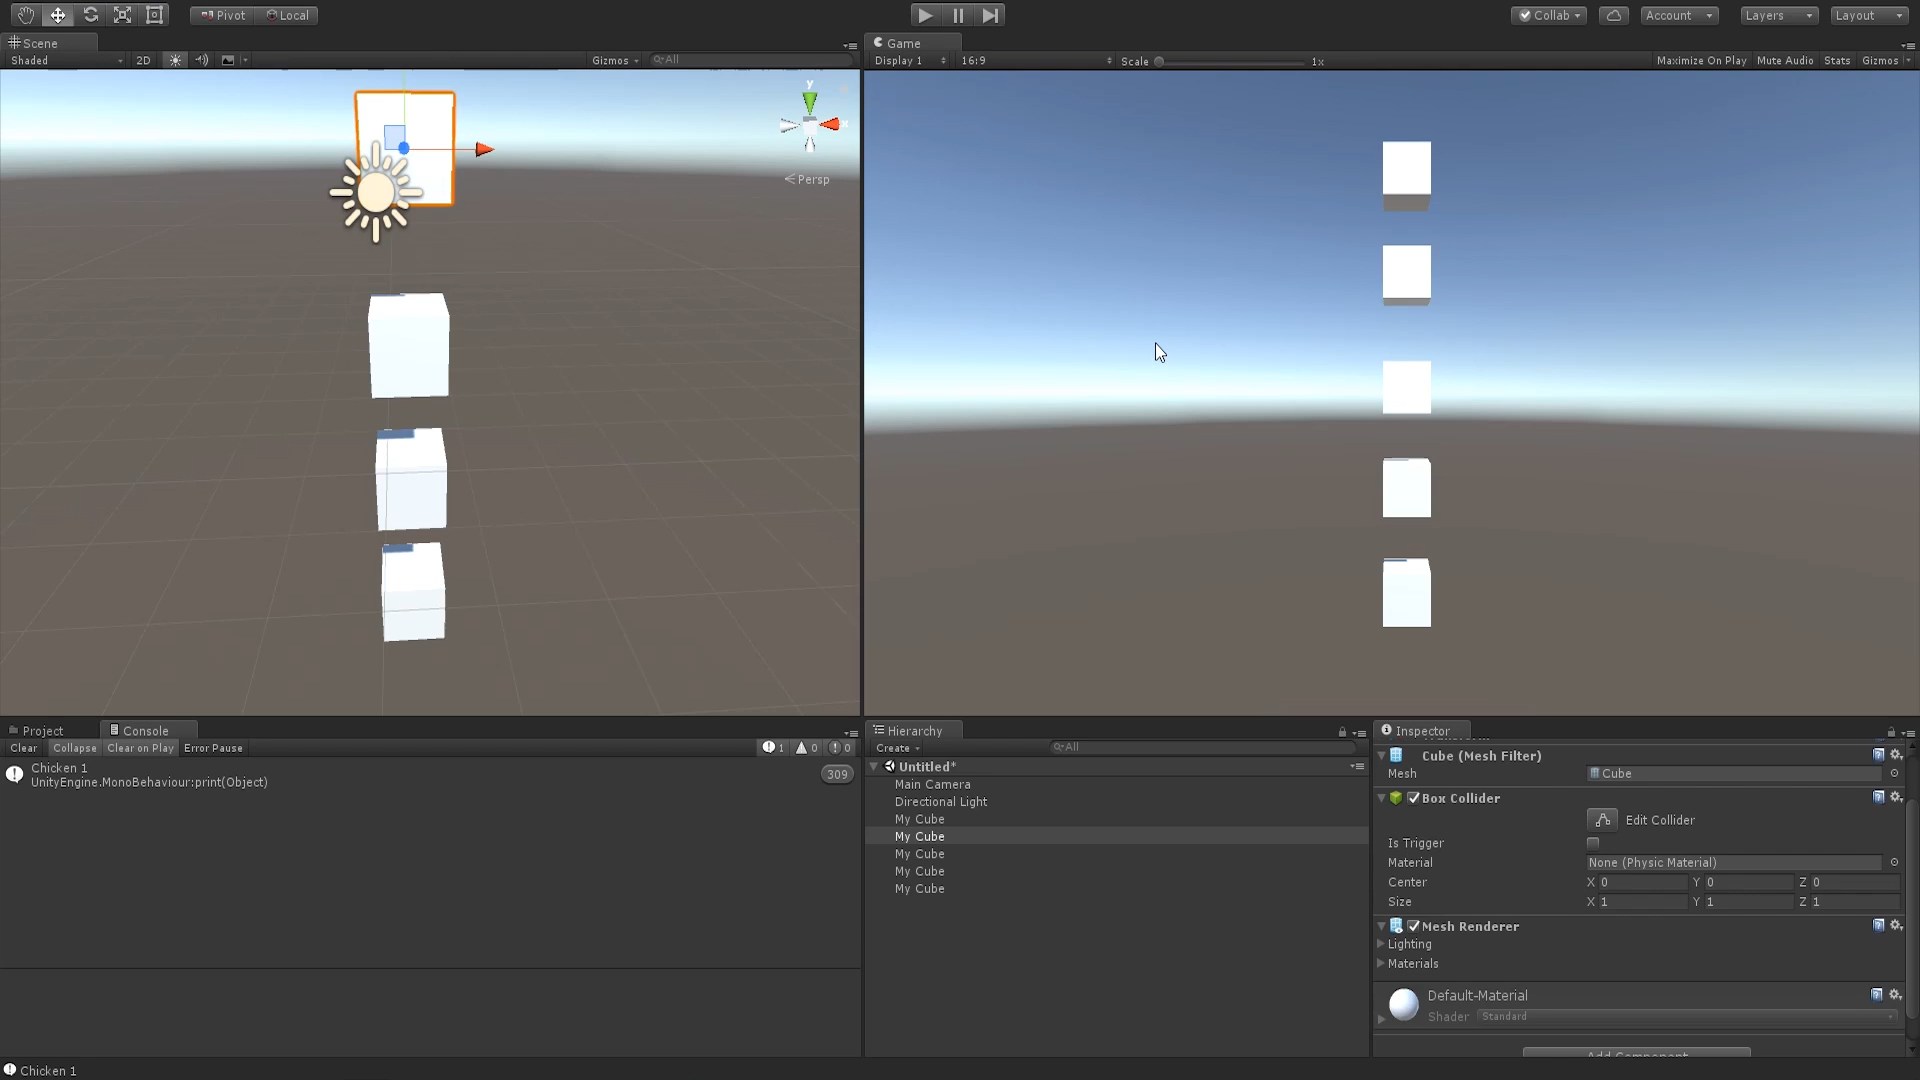 Pivot Local Collab Account Layers Layout
Scene
Shaded 2D Gizmos All
y
x
Persp
Game
Display 1 16:9 Scale 1x Maximize On Play Mute Audio Stats Gizmos
Project Console
Clear Collapse Clear on Play Error Pause 1 0 0
Chicken 1
UnityEngine.MonoBehaviour:print(Object)
309
Hierarchy
Create All
Untitled*
Main Camera
Directional Light
My Cube
My Cube
My Cube
My Cube
My Cube
Inspector
Cube (Mesh Filter)
Mesh Cube
Box Collider
Edit Collider
Is Trigger
Material None (Physic Material)
Center X 0 Y 0 Z 0
Size X 1 Y 1 Z 1
Mesh Renderer
Lighting
Materials
Default-Material
Shader Standard
Add Component
Chicken 1